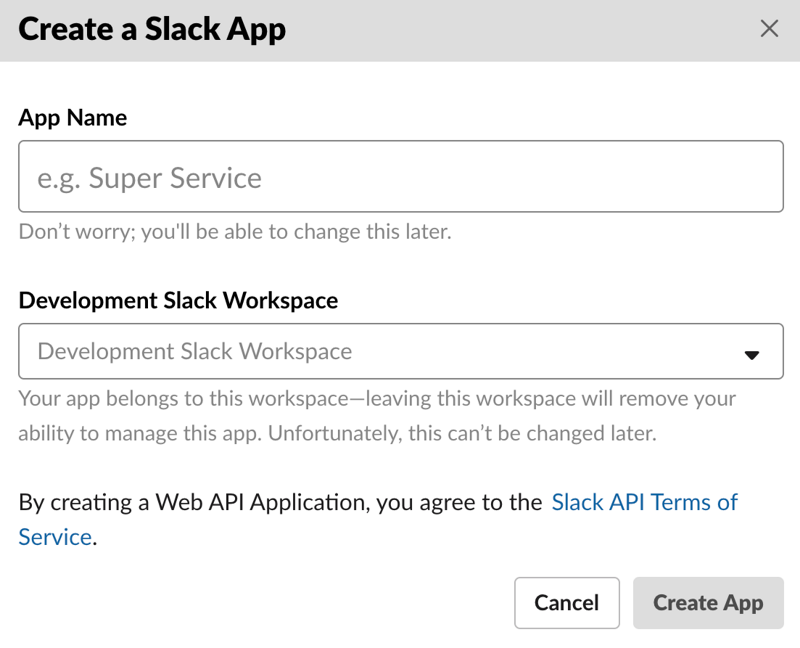 Create a Slack App
App Name
e.g. Super Service
Don’t worry; you'll be able to change this later.
Development Slack Workspace
Development Slack Workspace
Your app belongs to this workspace—leaving this workspace will remove your
ability to manage this app. Unfortunately, this can’t be changed later.
By creating a Web API Application, you agree to the Slack API Terms of
Service.
Cancel Create App